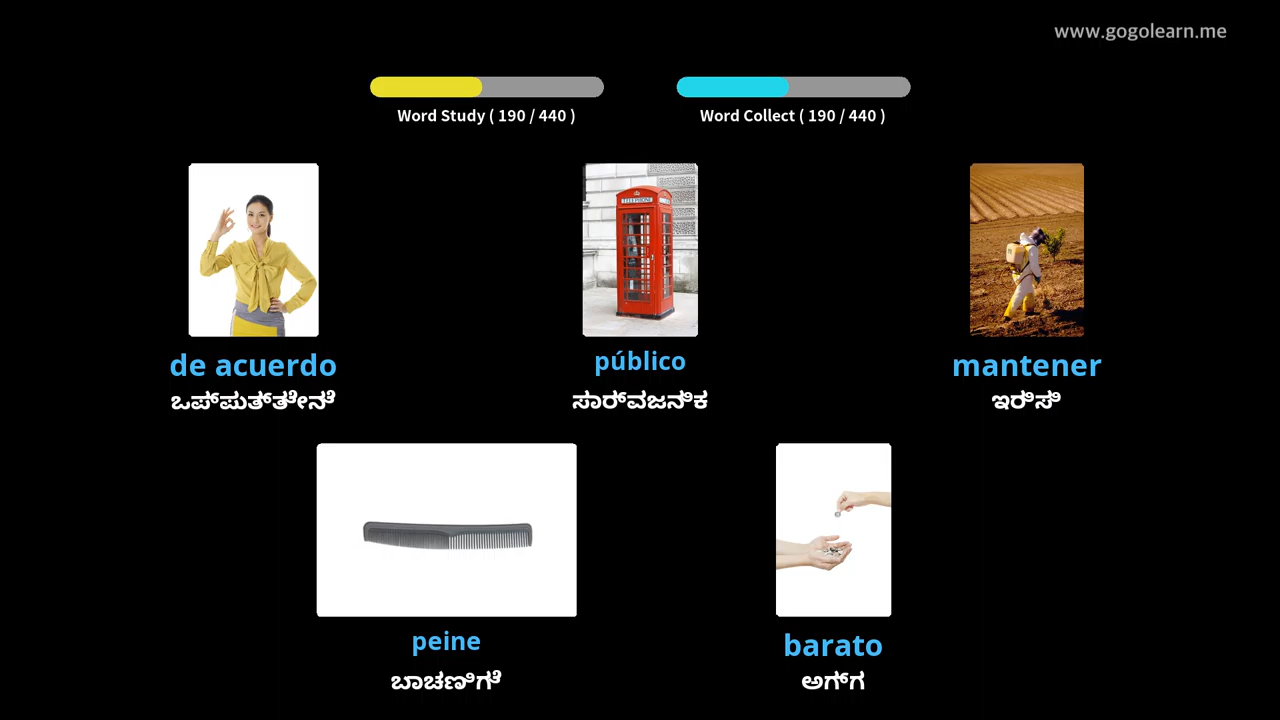 www.gogolearn.me
Word Study ( 190 / 440 )
Word Collect ( 190 / 440 )
TELEPHONE
de acuerdo
ಒಪ್ಪುತ್ತೇನೆ
público
ಸಾರ್ವಜನಿಕ
mantener
ಇರಿಸಿ
peine
ಬಾಚಣಿಗೆ
barato
ಅಗ್ಗ